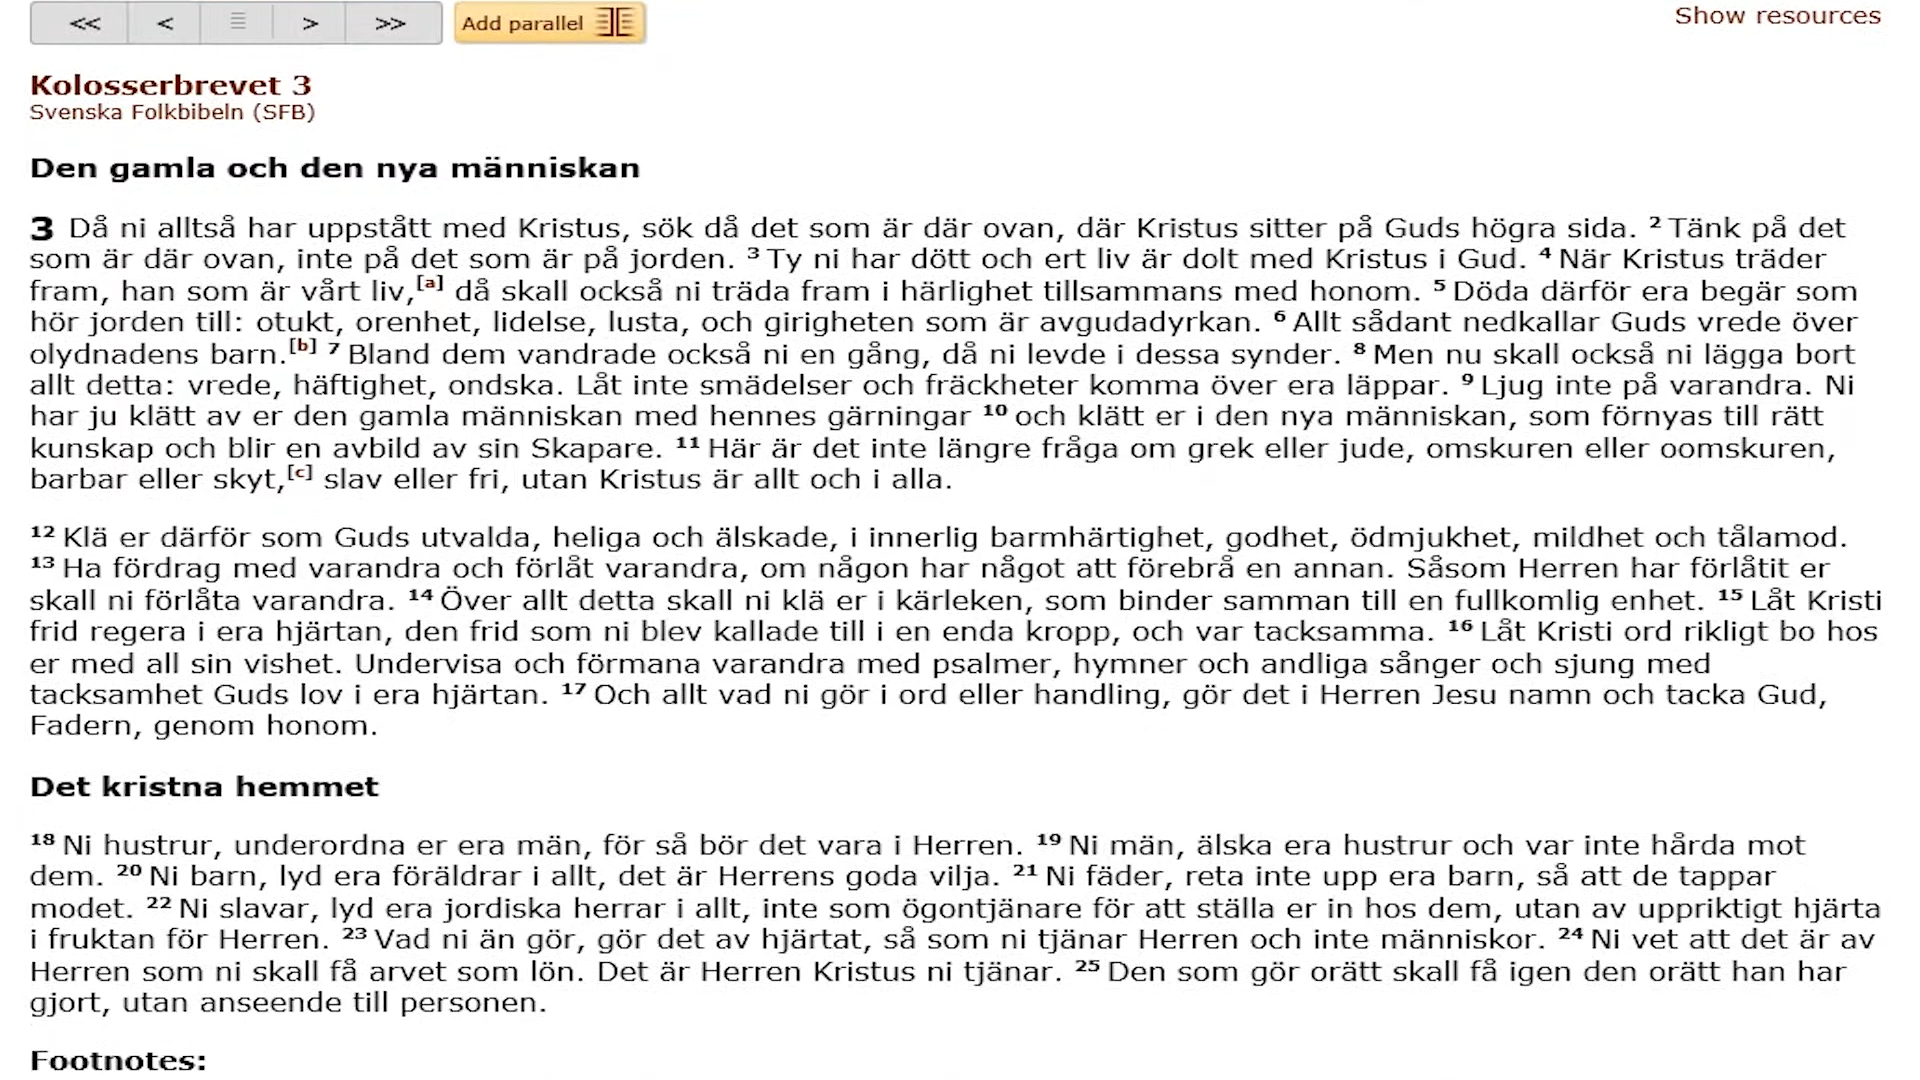 << < ☰ > >> Add parallel Show resources
Kolosserbrevet 3
Svenska Folkbibeln (SFB)
Den gamla och den nya människan
3 Då ni alltså har uppstått med Kristus, sök då det som är där ovan, där Kristus sitter på Guds högra sida. 2 Tänk på det
som är där ovan, inte på det som är på jorden. 3 Ty ni har dött och ert liv är dolt med Kristus i Gud. 4 När Kristus träder
fram, han som är vårt liv,[a] då skall också ni träda fram i härlighet tillsammans med honom. 5 Döda därför era begär som
hör jorden till: otukt, orenhet, lidelse, lusta, och girigheten som är avgudadyrkan. 6 Allt sådant nedkallar Guds vrede över
olydnadens barn.[b] 7 Bland dem vandrade också ni en gång, då ni levde i dessa synder. 8 Men nu skall också ni lägga bort
allt detta: vrede, häftighet, ondska. Låt inte smädelser och fräckheter komma över era läppar. 9 Ljug inte på varandra. Ni
har ju klätt av er den gamla människan med hennes gärningar 10 och klätt er i den nya människan, som förnyas till rätt
kunskap och blir en avbild av sin Skapare. 11 Här är det inte längre fråga om grek eller jude, omskuren eller oomskuren,
barbar eller skyt,[c] slav eller fri, utan Kristus är allt och i alla.
12 Klä er därför som Guds utvalda, heliga och älskade, i innerlig barmhärtighet, godhet, ödmjukhet, mildhet och tålamod.
13 Ha fördrag med varandra och förlåt varandra, om någon har något att förebrå en annan. Såsom Herren har förlåtit er
skall ni förlåta varandra. 14 Över allt detta skall ni klä er i kärleken, som binder samman till en fullkomlig enhet. 15 Låt Kristi
frid regera i era hjärtan, den frid som ni blev kallade till i en enda kropp, och var tacksamma. 16 Låt Kristi ord rikligt bo hos
er med all sin vishet. Undervisa och förmana varandra med psalmer, hymner och andliga sånger och sjung med
tacksamhet Guds lov i era hjärtan. 17 Och allt vad ni gör i ord eller handling, gör det i Herren Jesu namn och tacka Gud,
Fadern, genom honom.
Det kristna hemmet
18 Ni hustrur, underordna er era män, för så bör det vara i Herren. 19 Ni män, älska era hustrur och var inte hårda mot
dem. 20 Ni barn, lyd era föräldrar i allt, det är Herrens goda vilja. 21 Ni fäder, reta inte upp era barn, så att de tappar
modet. 22 Ni slavar, lyd era jordiska herrar i allt, inte som ögontjänare för att ställa er in hos dem, utan av uppriktigt hjärta
i fruktan för Herren. 23 Vad ni än gör, gör det av hjärtat, så som ni tjänar Herren och inte människor. 24 Ni vet att det är av
Herren som ni skall få arvet som lön. Det är Herren Kristus ni tjänar. 25 Den som gör orätt skall få igen den orätt han har
gjort, utan anseende till personen.
Footnotes: